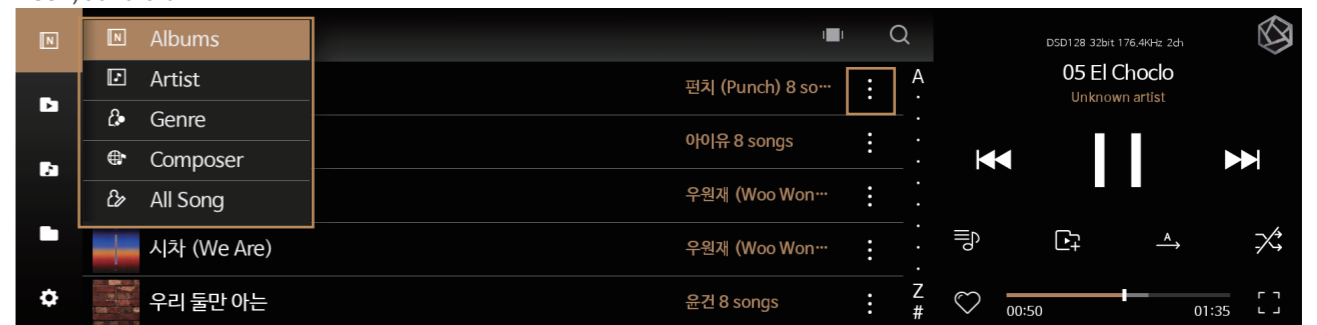 N
N Albums
Artist
Genre
Composer
All Song
펀치 (Punch) 8 so···
아이유 8 songs
우원재 (Woo Won···
시차 (We Are)
우원재 (Woo Won···
우리 둘만 아는
윤건 8 songs
A
Z
#
DSD128 32bit 176,4KHz 2ch
05 El Choclo
Unknown artist
A
00:50
01:35